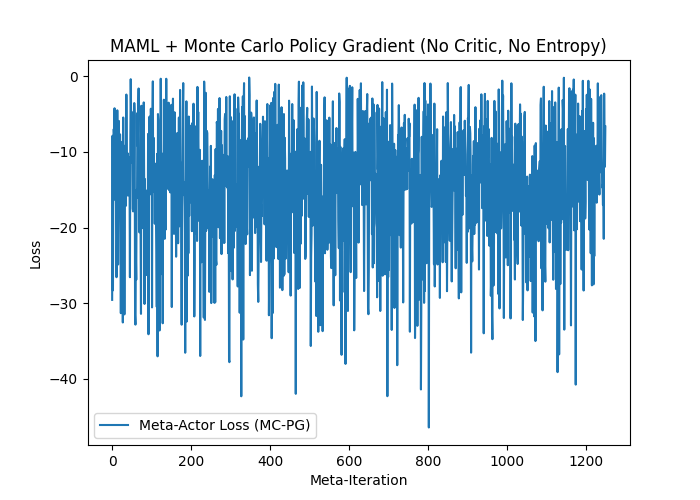 MAML + Monte Carlo Policy Gradient (No Critic, No Entropy)
0
−10
−20
−30
−40
Loss
Meta-Actor Loss (MC-PG)
0 200 400 600 800 1000 1200
Meta-Iteration